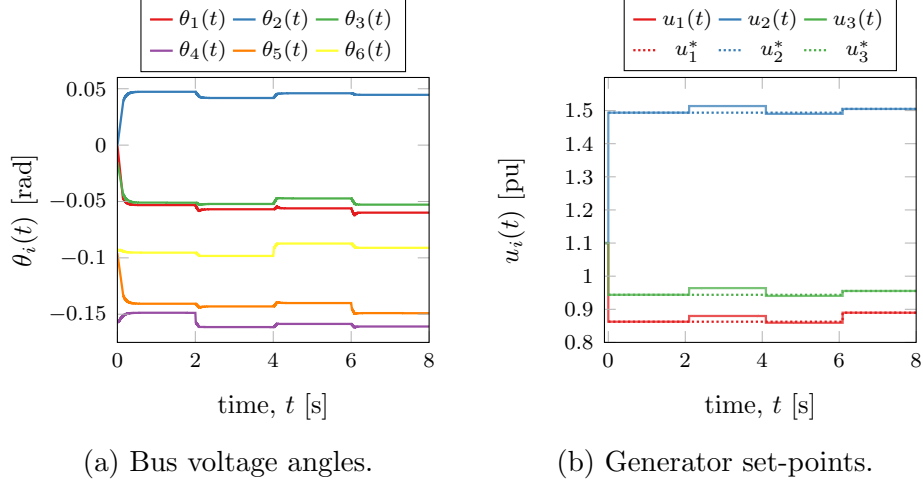 θ₁(t) θ₂(t) θ₃(t)
θ₄(t) θ₅(t) θ₆(t)
0.05
0
−0.05
−0.1
−0.15
θᵢ(t) [rad]
0 2 4 6 8
time, t [s]
(a) Bus voltage angles.
u₁(t) u₂(t) u₃(t)
u₁* u₂* u₃*
1.5
1.4
1.3
1.2
1.1
1
0.9
0.8
uᵢ(t) [pu]
0 2 4 6 8
time, t [s]
(b) Generator set-points.